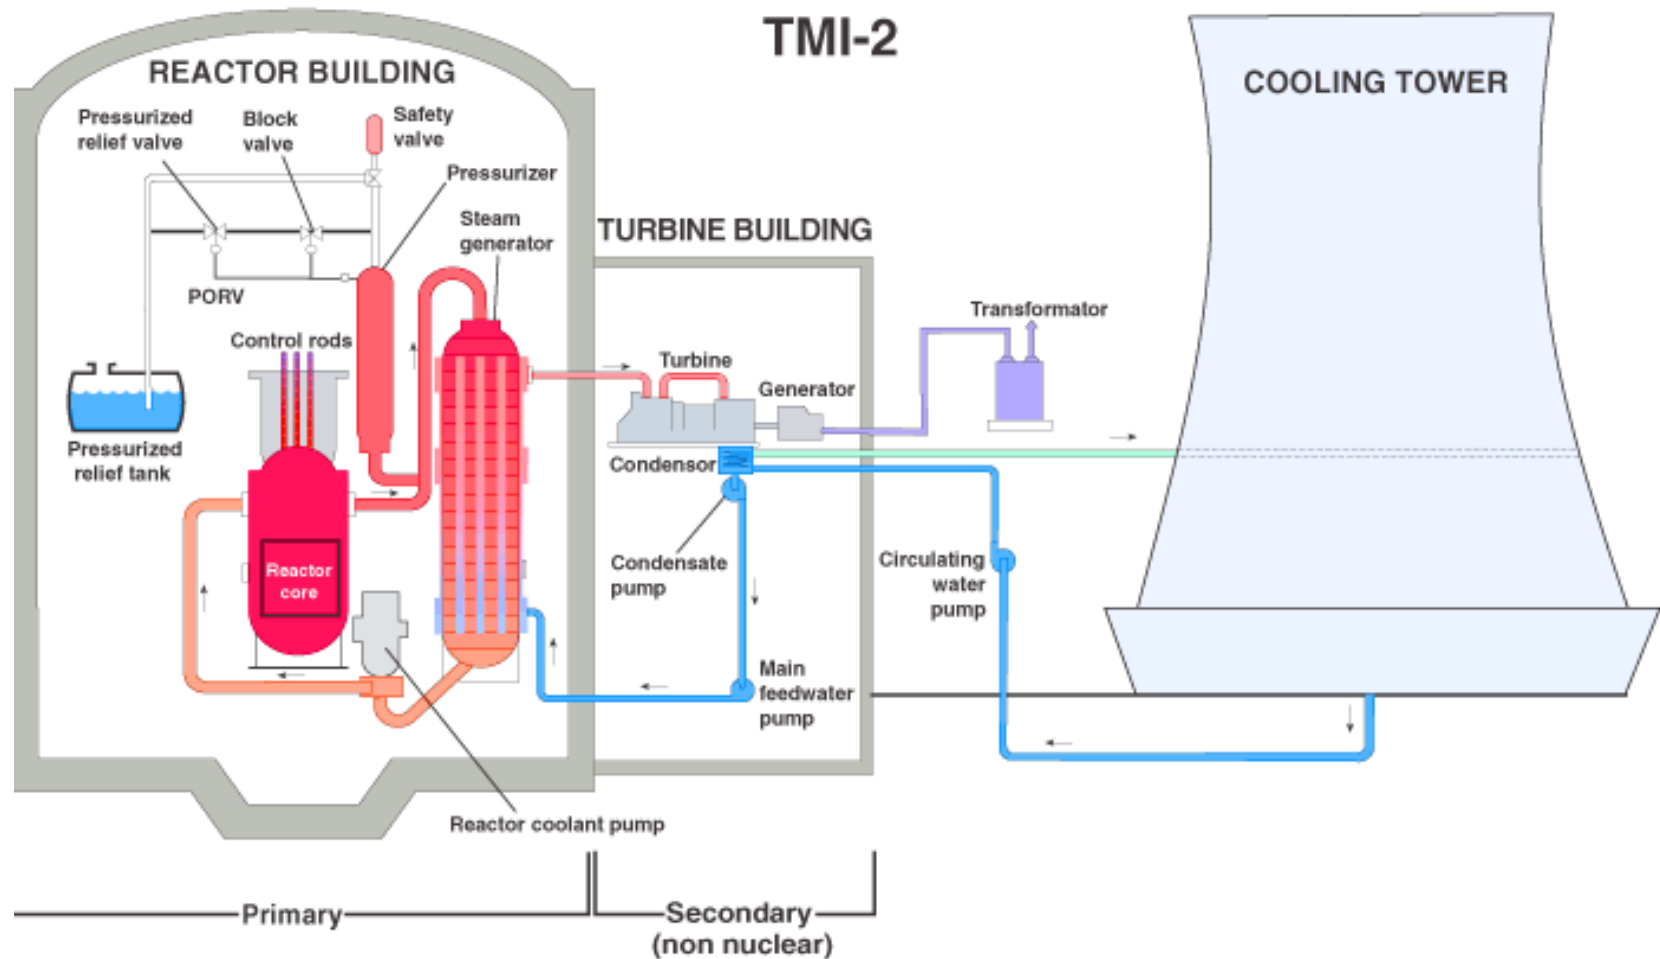 TMI-2
REACTOR BUILDING
COOLING TOWER
Pressurized
relief valve
Block
valve
Safety
valve
Pressurizer
Steam
generator
TURBINE BUILDING
PORV
Control rods
Transformator
Turbine
Generator
Pressurized
relief tank
Condensor
Reactor
core
Condensate
pump
Circulating
water
pump
Main
feedwater
pump
Reactor coolant pump
Primary
Secondary
(non nuclear)